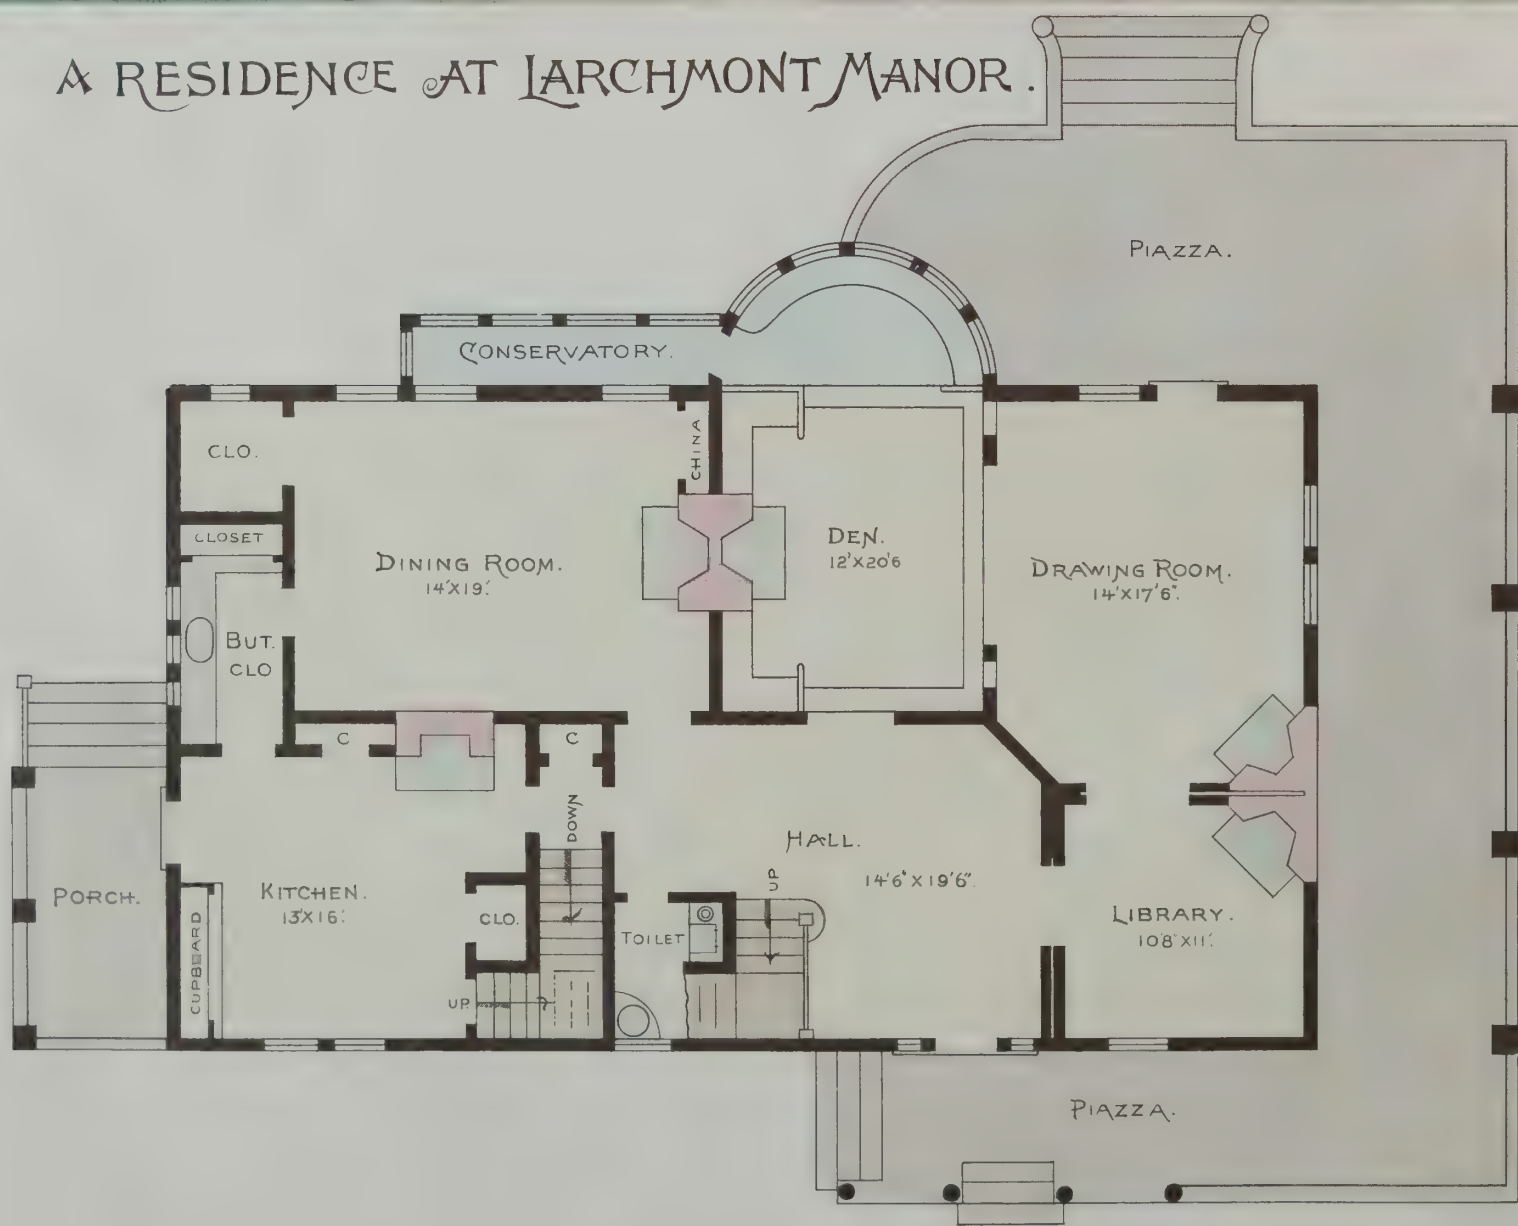 A RESIDENCE AT LARCHMONT MANOR.
PIAZZA.
CONSERVATORY.
CLO.
CHINA
CLOSET
DINING ROOM.
14'X19'.
DEN.
12'X20'6
DRAWING ROOM.
14'X17'6".
BUT.
CLO
C
C
DOWN
HALL.
14'6"X19'6".
UP
PORCH.
KITCHEN.
13'X16'.
CLO.
TOILET
LIBRARY.
10'8"X11'.
CUPBOARD
UP
PIAZZA.